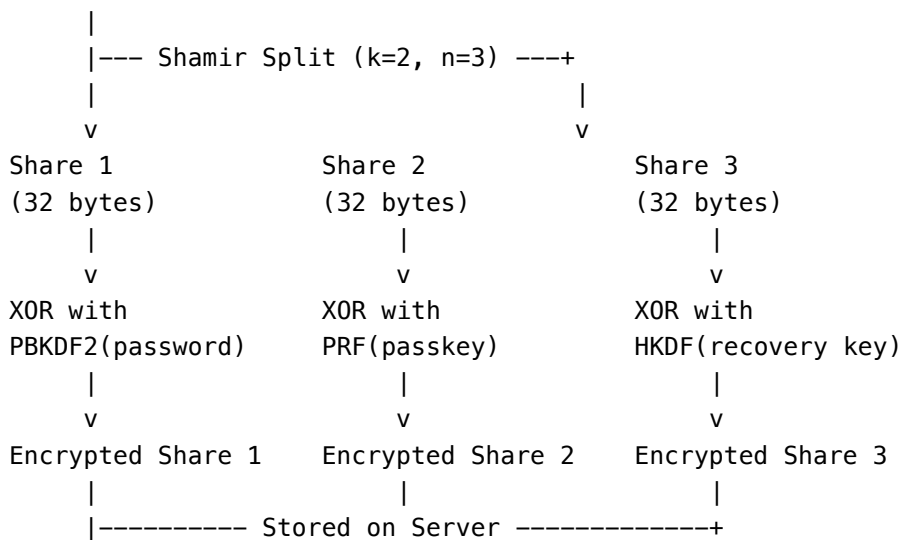 |
|--- Shamir Split (k=2, n=3) ---+
| |
v v
Share 1 Share 2 Share 3
(32 bytes) (32 bytes) (32 bytes)
| | |
v v v
XOR with XOR with XOR with
PBKDF2(password) PRF(passkey) HKDF(recovery key)
| | |
v v v
Encrypted Share 1 Encrypted Share 2 Encrypted Share 3
| | |
|---------- Stored on Server -------------+